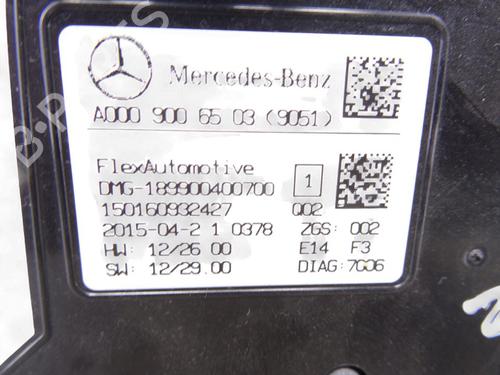 Mercedes-Benz
A000 900 65 03 (9051)
FlexAutomotive
DMG-189900400700
1
150160932427 Q02
2015-04-2 1 0378 ZGS: 002
HW: 12/26.00 E14 F3
SW: 12/29.00 DIAG:7C06